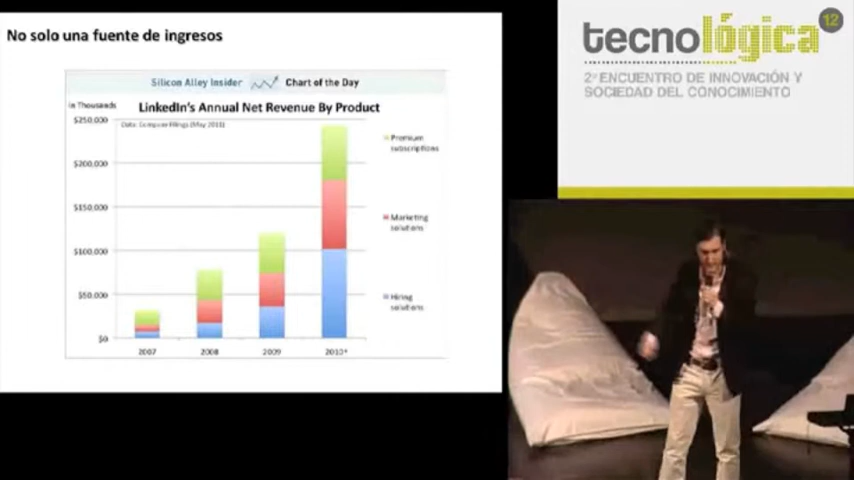 No solo una fuente de ingresos
Silicon Alley Insider Chart of the Day
In Thousands
LinkedIn's Annual Net Revenue By Product
Data: Company Filings (May 2011)
$250,000
$200,000
$150,000
$100,000
$50,000
$0
2007 2008 2009 2010*
Premium
subscriptions
Marketing
solutions
Hiring
solutions
tecnológica 12
2º ENCUENTRO DE INNOVACIÓN Y
SOCIEDAD DEL CONOCIMIENTO